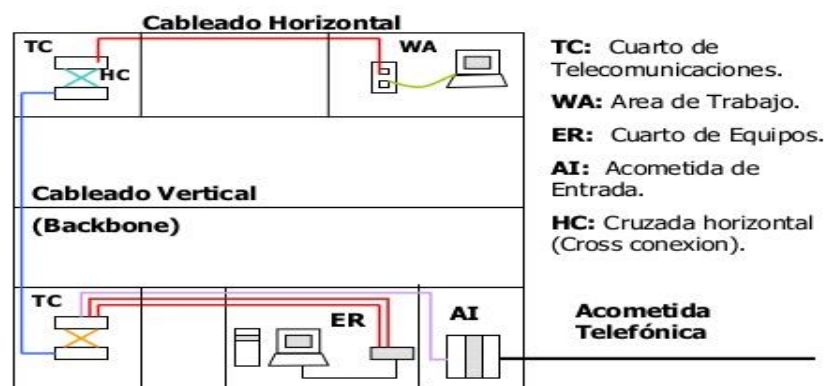 Cableado Horizontal
TC
HC
WA
Cableado Vertical
(Backbone)
TC
ER
AI
TC: Cuarto de
Telecomunicaciones.
WA: Area de Trabajo.
ER: Cuarto de Equipos.
AI: Acometida de
Entrada.
HC: Cruzada horizontal
(Cross conexion).
Acometida
Telefónica